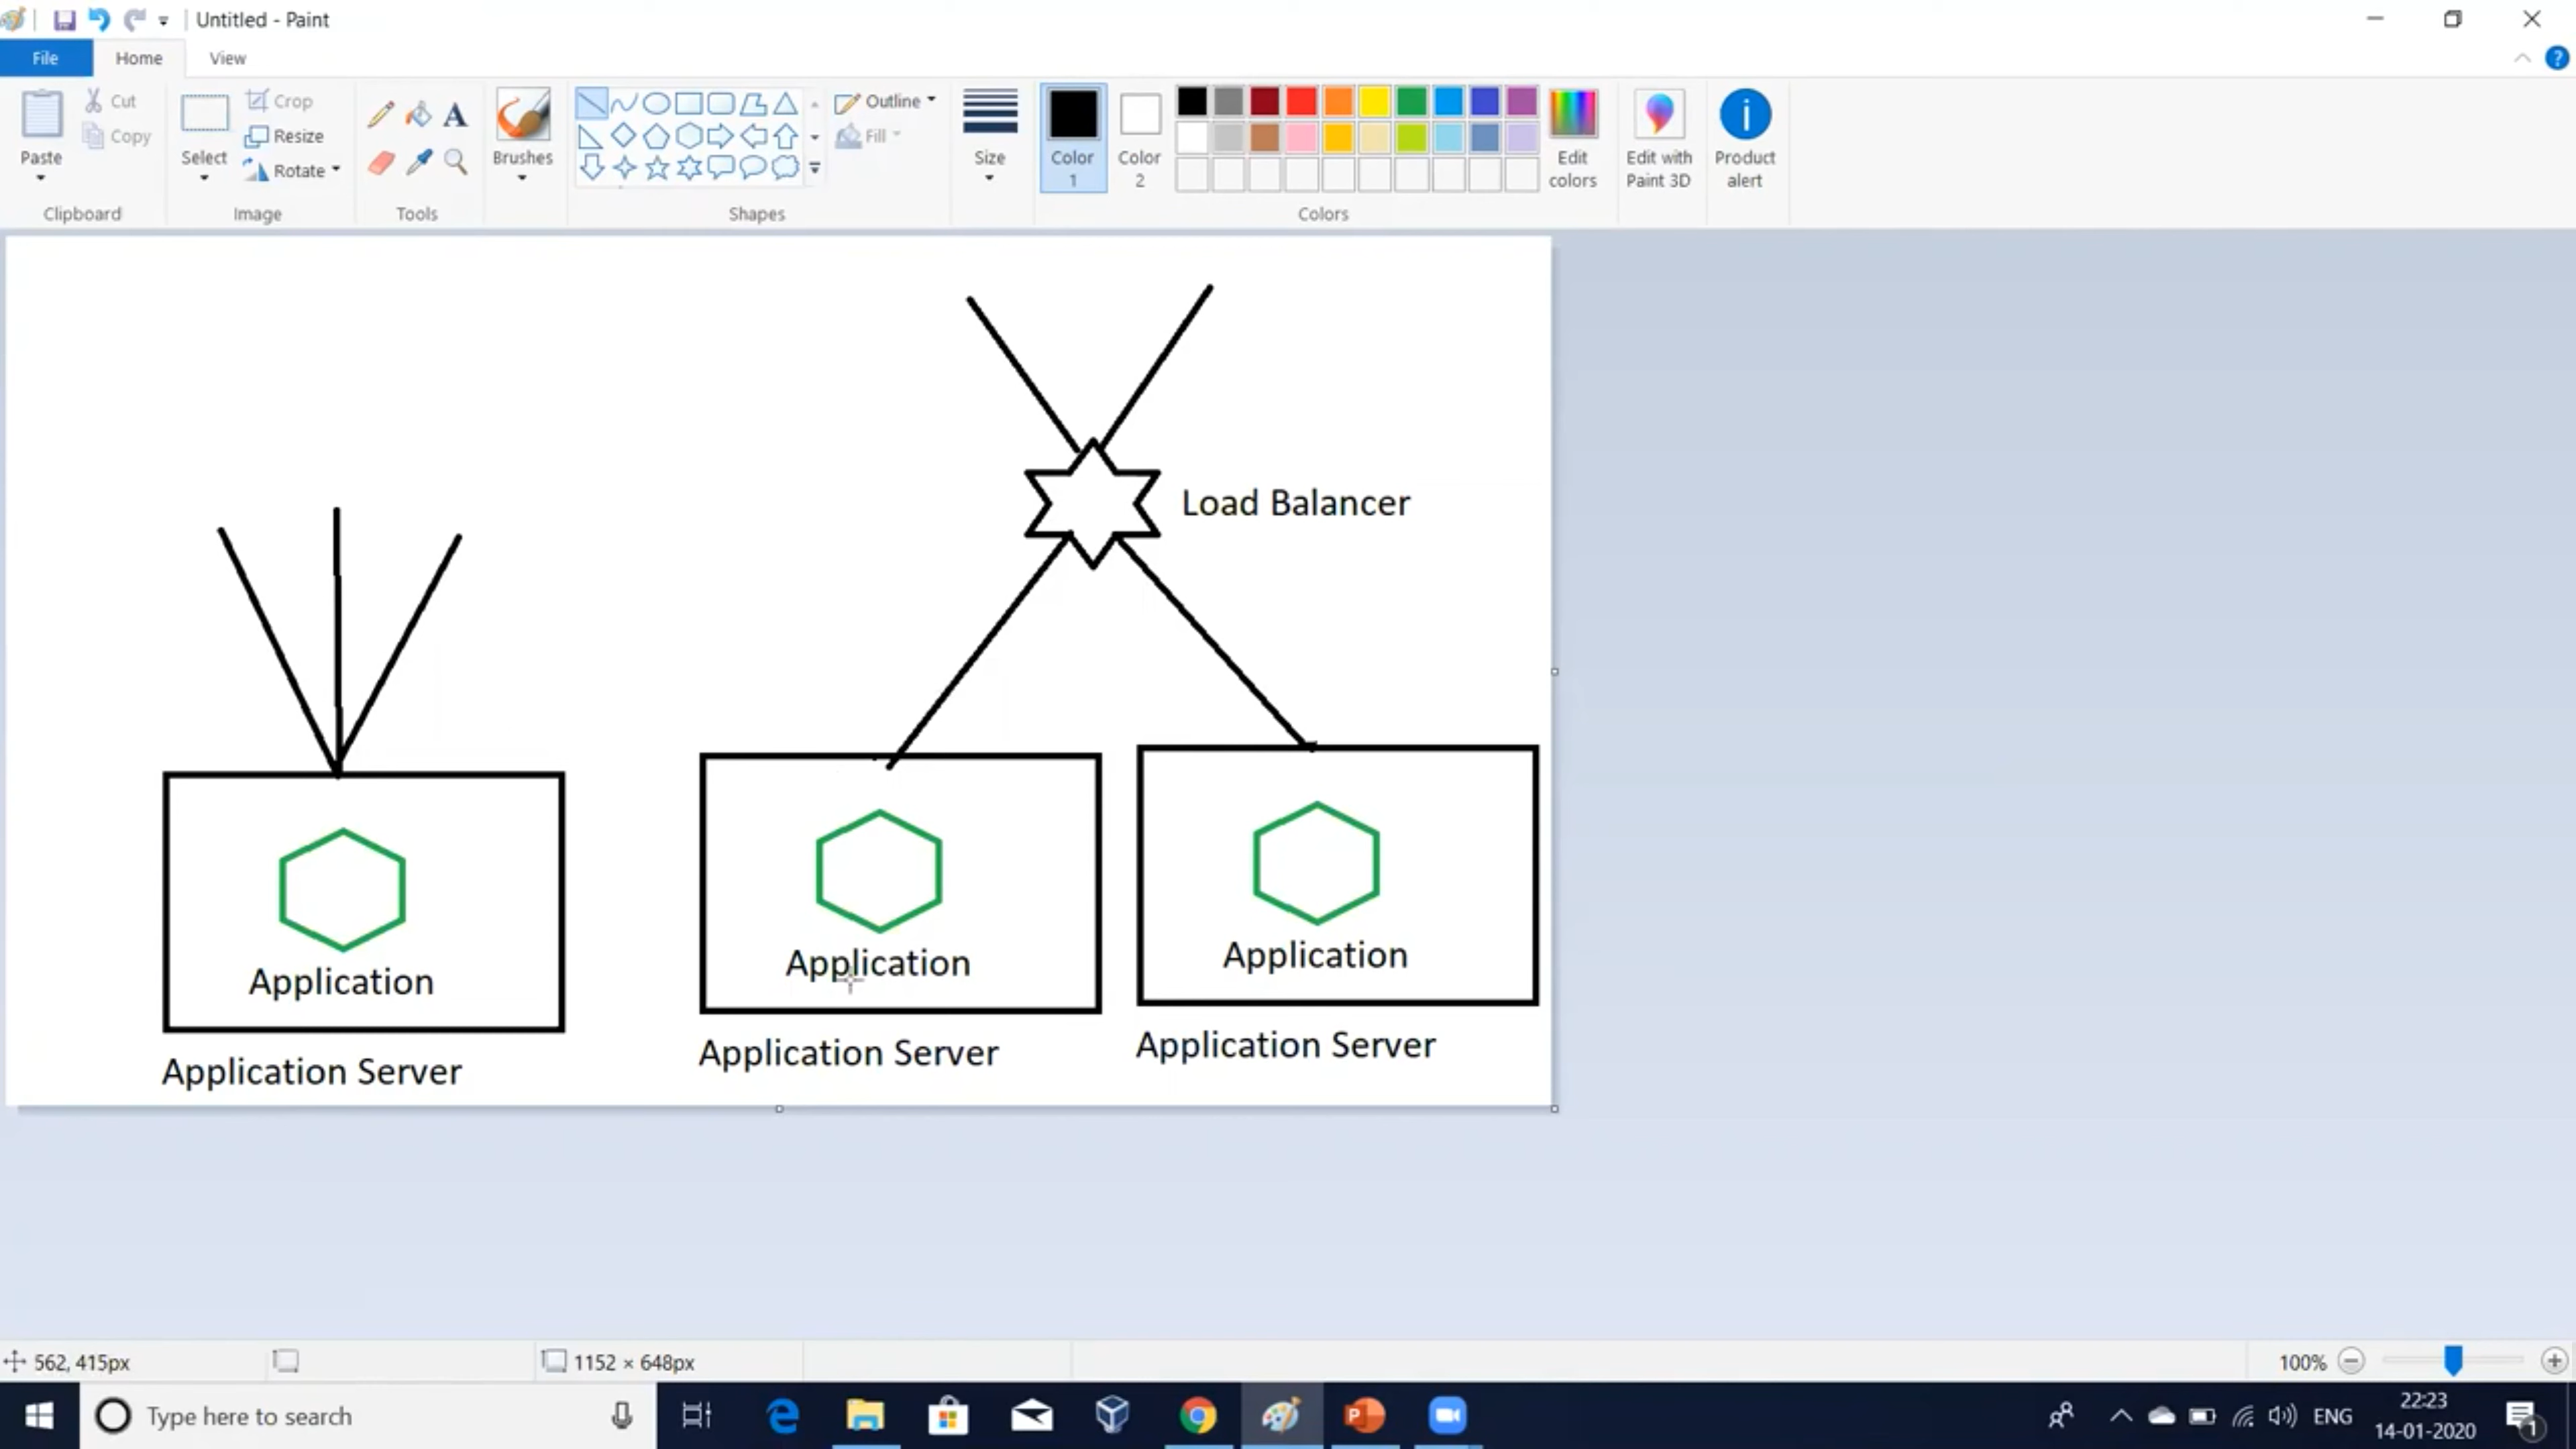 Untitled - Paint
File Home View
Paste
Cut
Copy
Clipboard
Select
Crop
Resize
Rotate
Image
Tools
Brushes
Outline
Fill
Shapes
Size
Color 1
Color 2
Edit colors
Colors
Edit with Paint 3D
Product alert
Load Balancer
Application
Application Server
Application
Application Server
Application
Application Server
562, 415px
1152 × 648px
100%
Type here to search
ENG
22:23
14-01-2020
1